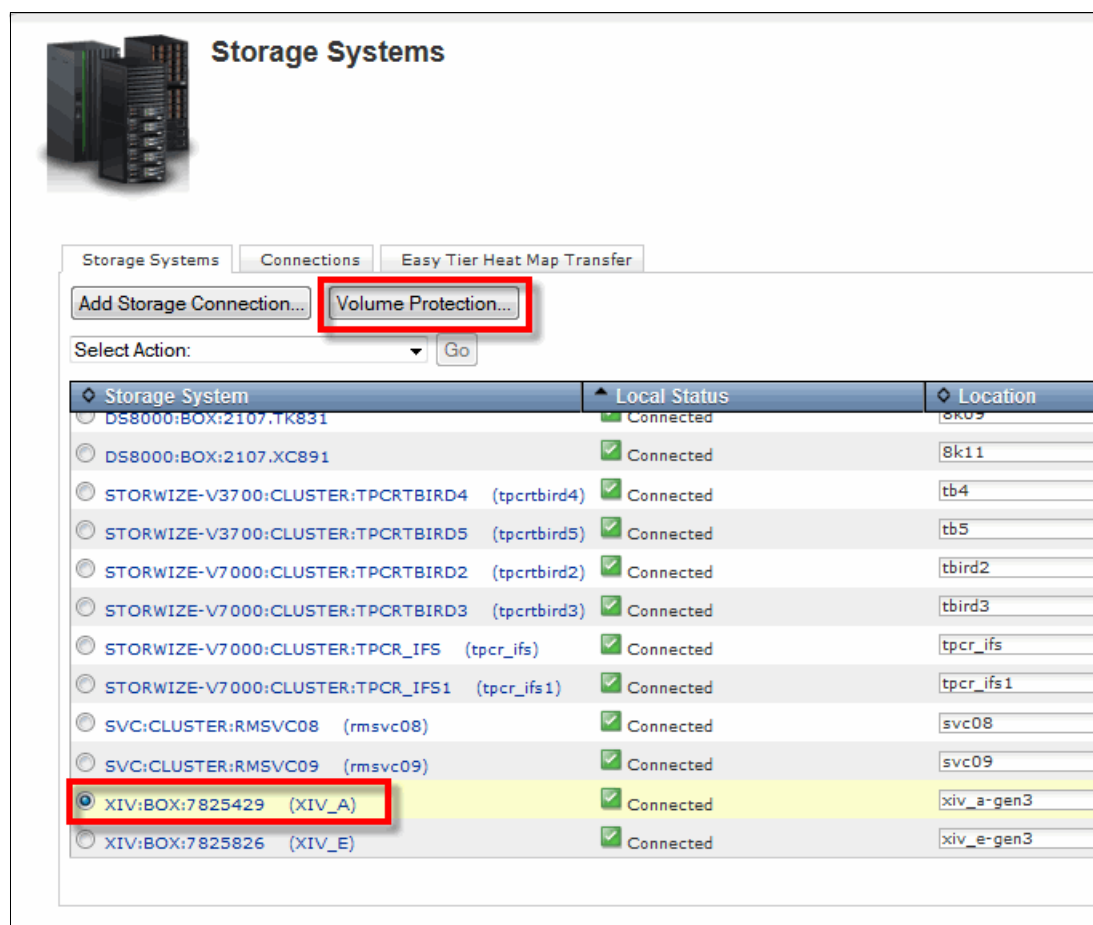 Storage Systems
Storage Systems Connections Easy Tier Heat Map Transfer
Add Storage Connection... Volume Protection...
Select Action: Go
Storage System Local Status Location
DS8000:BOX:2107.TK831 Connected 8k09
DS8000:BOX:2107.XC891 Connected 8k11
STORWIZE-V3700:CLUSTER:TPCRTBIRD4 (tpcrtbird4) Connected tb4
STORWIZE-V3700:CLUSTER:TPCRTBIRD5 (tpcrtbird5) Connected tb5
STORWIZE-V7000:CLUSTER:TPCRTBIRD2 (tpcrtbird2) Connected tbird2
STORWIZE-V7000:CLUSTER:TPCRTBIRD3 (tpcrtbird3) Connected tbird3
STORWIZE-V7000:CLUSTER:TPCR_IFS (tpcr_ifs) Connected tpcr_ifs
STORWIZE-V7000:CLUSTER:TPCR_IFS1 (tpcr_ifs1) Connected tpcr_ifs1
SVC:CLUSTER:RMSVC08 (rmsvc08) Connected svc08
SVC:CLUSTER:RMSVC09 (rmsvc09) Connected svc09
XIV:BOX:7825429 (XIV_A) Connected xiv_a-gen3
XIV:BOX:7825826 (XIV_E) Connected xiv_e-gen3